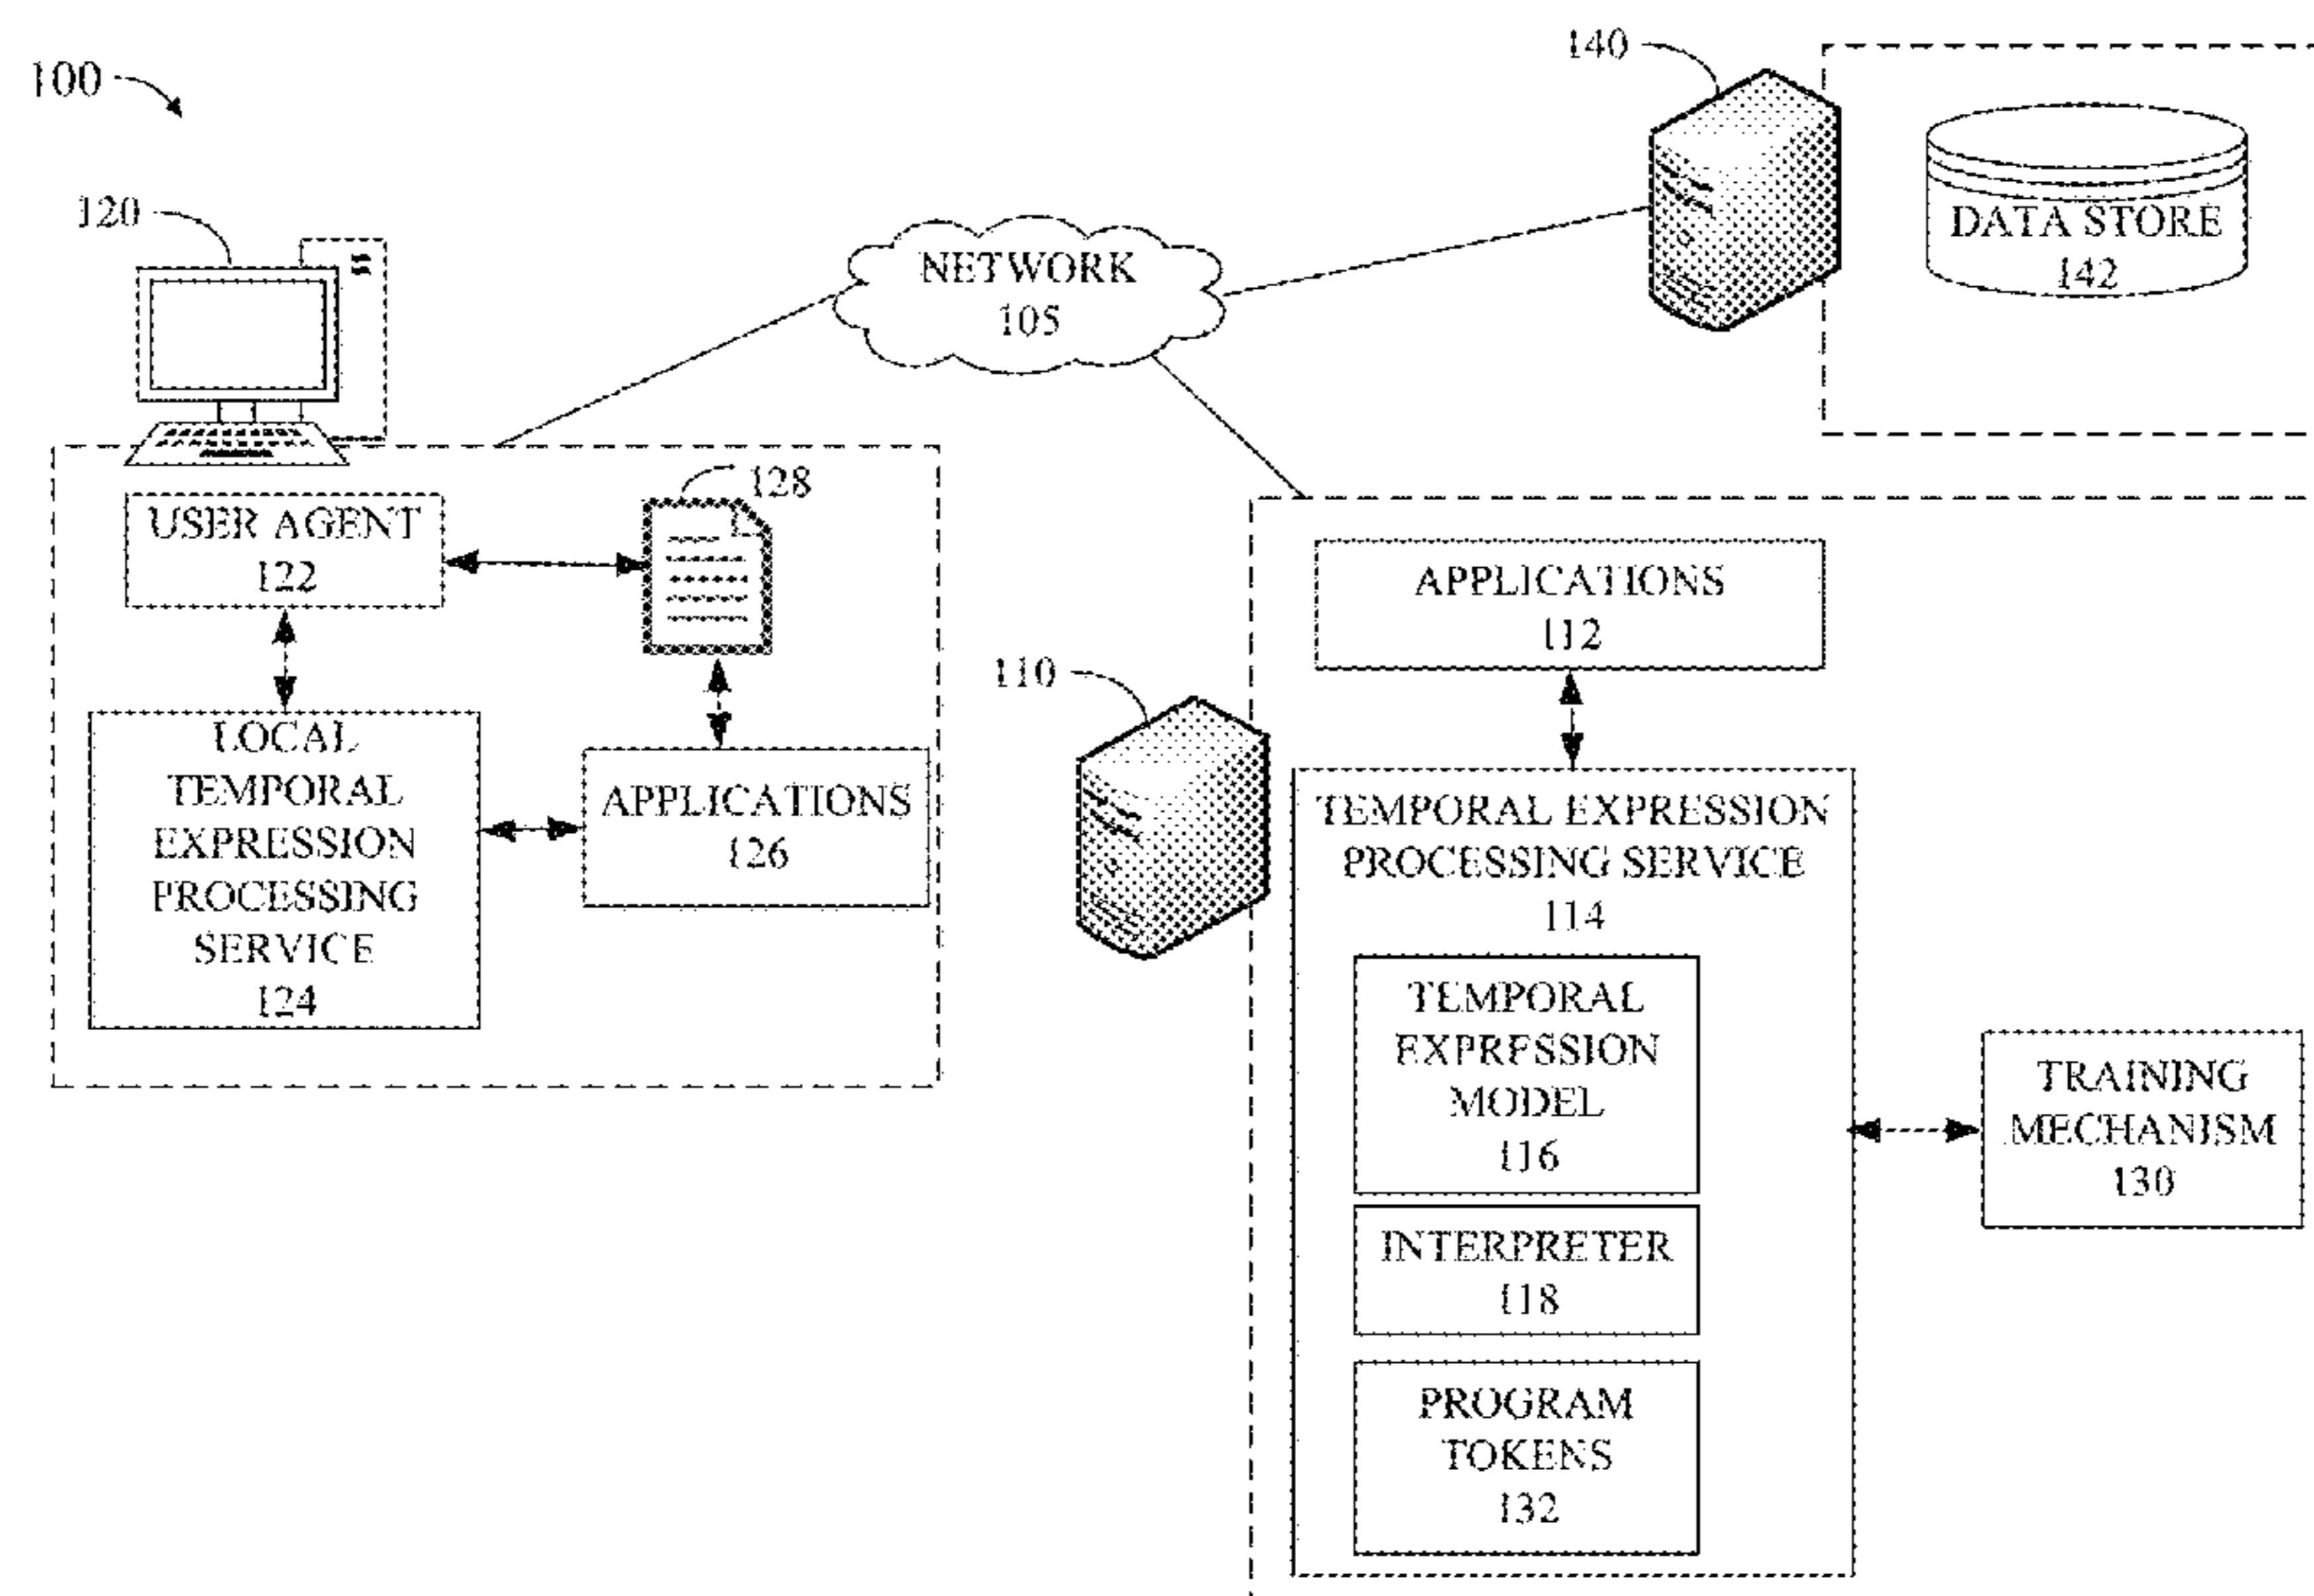 100
140
DATA STORE
142
120
NETWORK
105
128
USER AGENT
122
LOCAL
TEMPORAL
EXPRESSION
PROCESSING
SERVICE
124
APPLICATIONS
126
110
APPLICATIONS
112
TEMPORAL EXPRESSION
PROCESSING SERVICE
114
TEMPORAL
EXPRESSION
MODEL
116
INTERPRETER
118
PROGRAM
TOKENS
132
TRAINING
MECHANISM
130